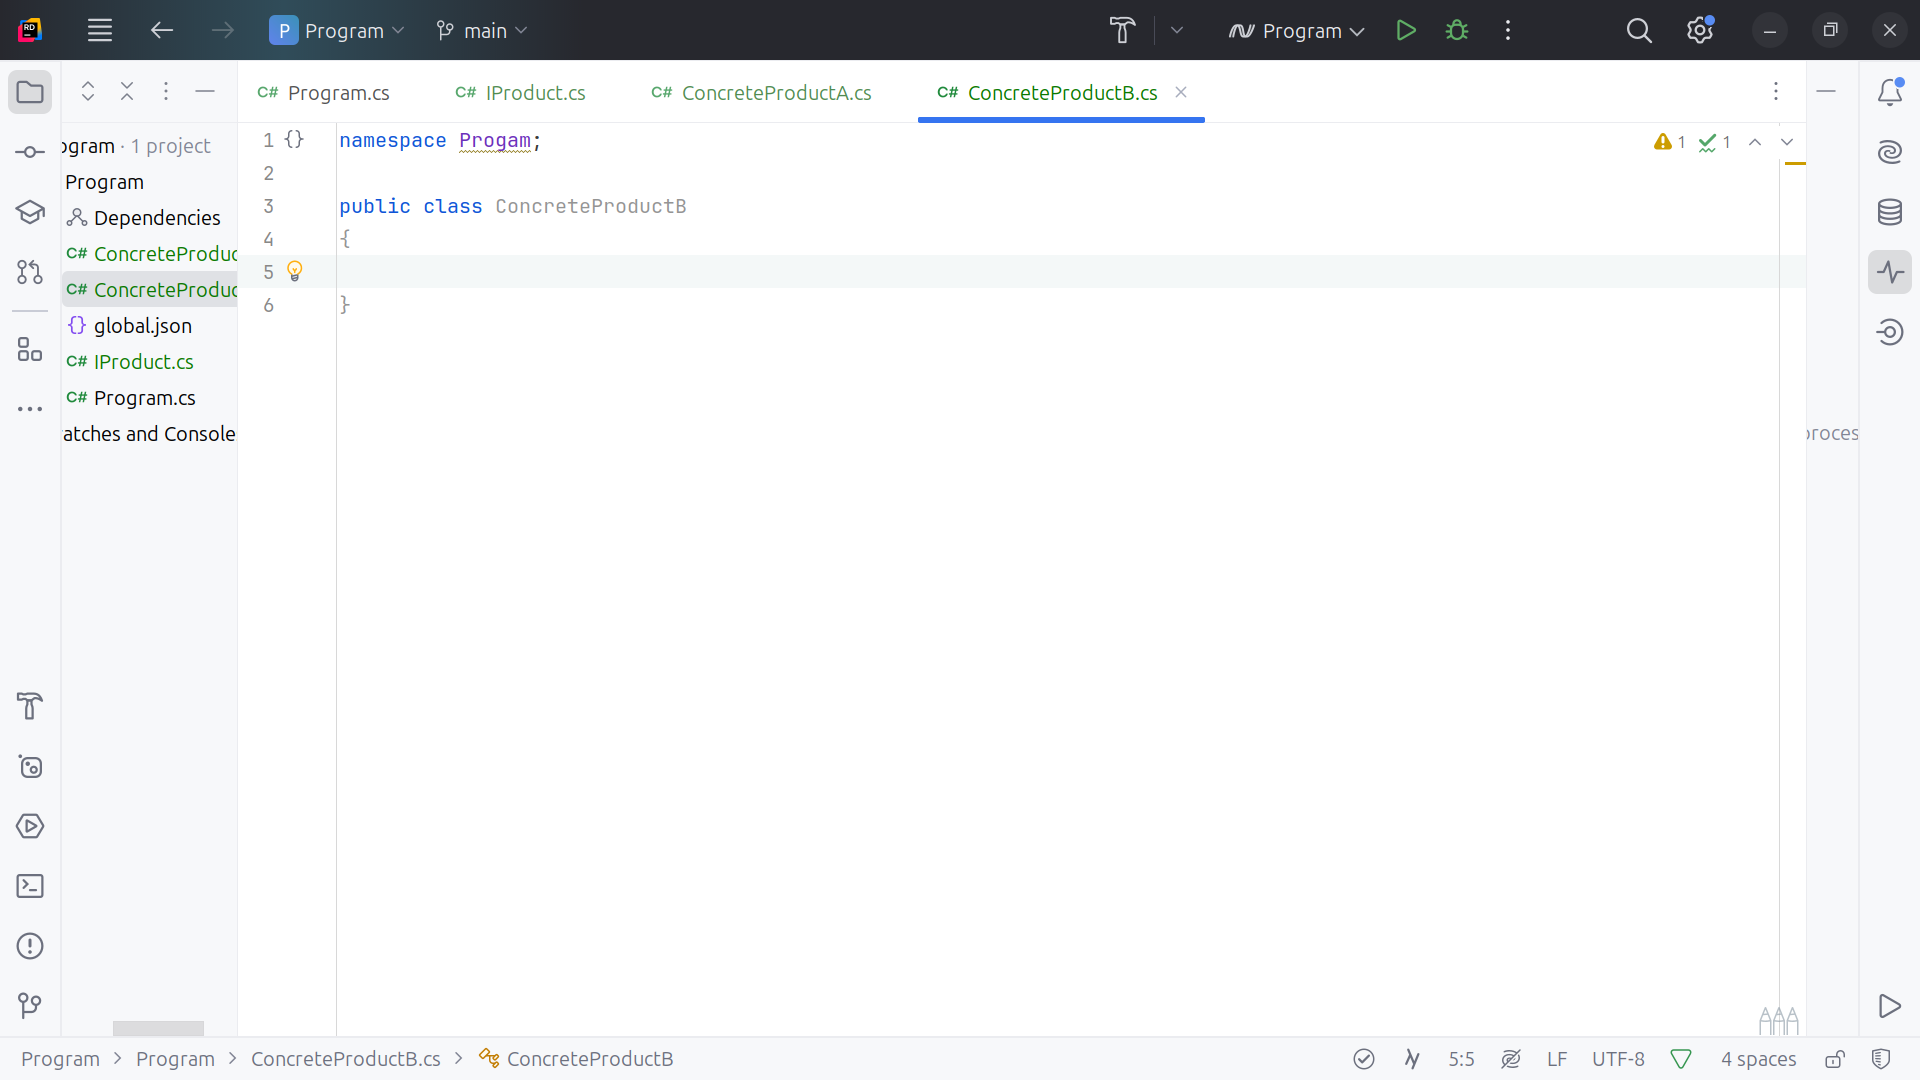 P Program main Program
ogram · 1 project
Program
Dependencies
C# ConcreteProduc
C# ConcreteProduc
{} global.json
C# IProduct.cs
C# Program.cs
atches and Console
C# Program.cs C# IProduct.cs C# ConcreteProductA.cs C# ConcreteProductB.cs
1 {} namespace Progam; 1 1
2
3 public class ConcreteProductB
4 {
5
6 }
proces
Program > Program > ConcreteProductB.cs > ConcreteProductB 5:5 LF UTF-8 4 spaces